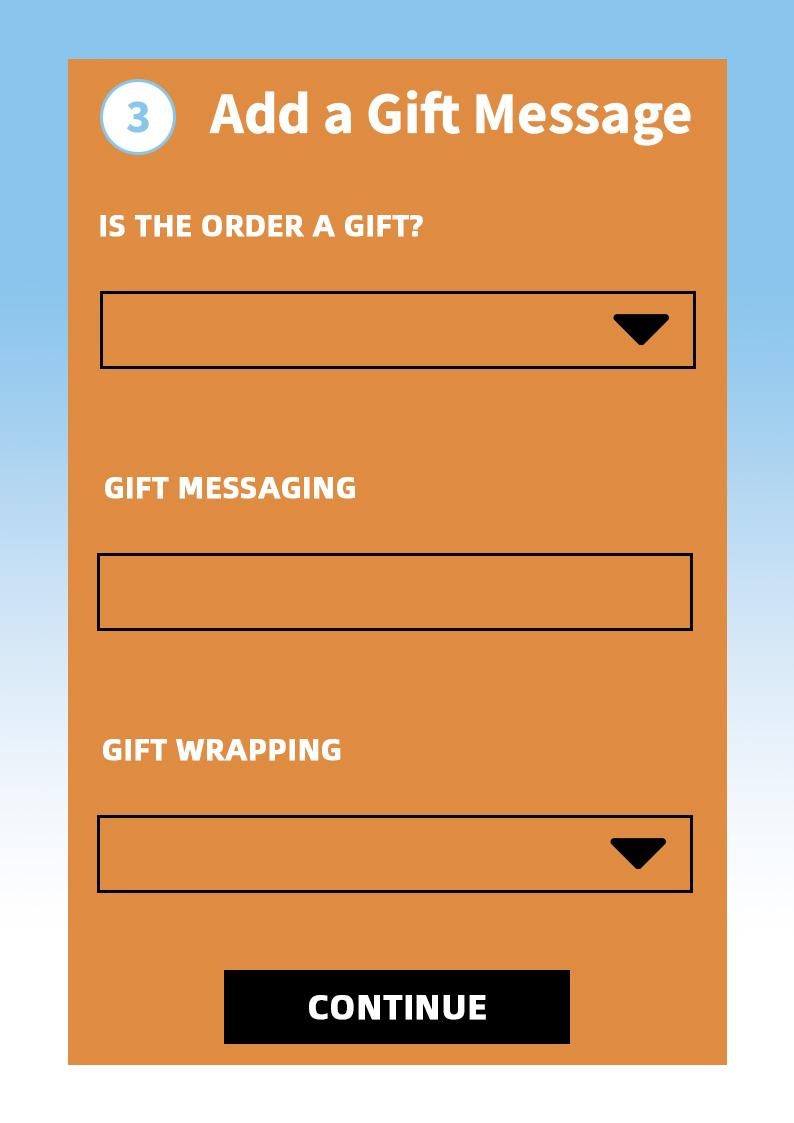 3 Add a Gift Message
IS THE ORDER A GIFT?
GIFT MESSAGING
GIFT WRAPPING
CONTINUE